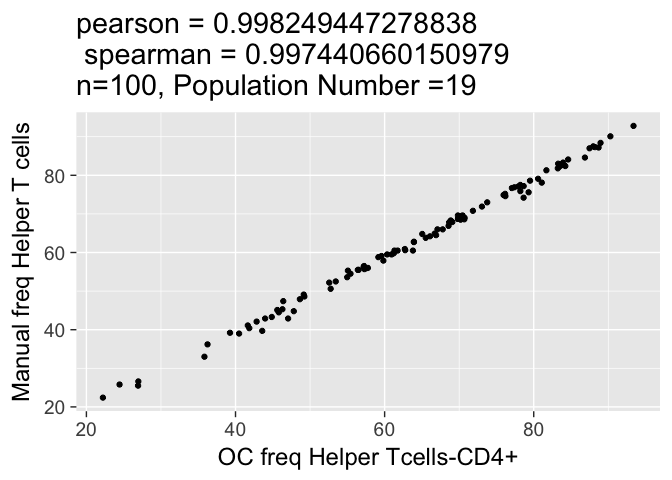 pearson = 0.998249447278838
spearman = 0.997440660150979
n=100, Population Number =19
Manual freq Helper T cells
80
60
40
20
20 40 60 80
OC freq Helper Tcells-CD4+